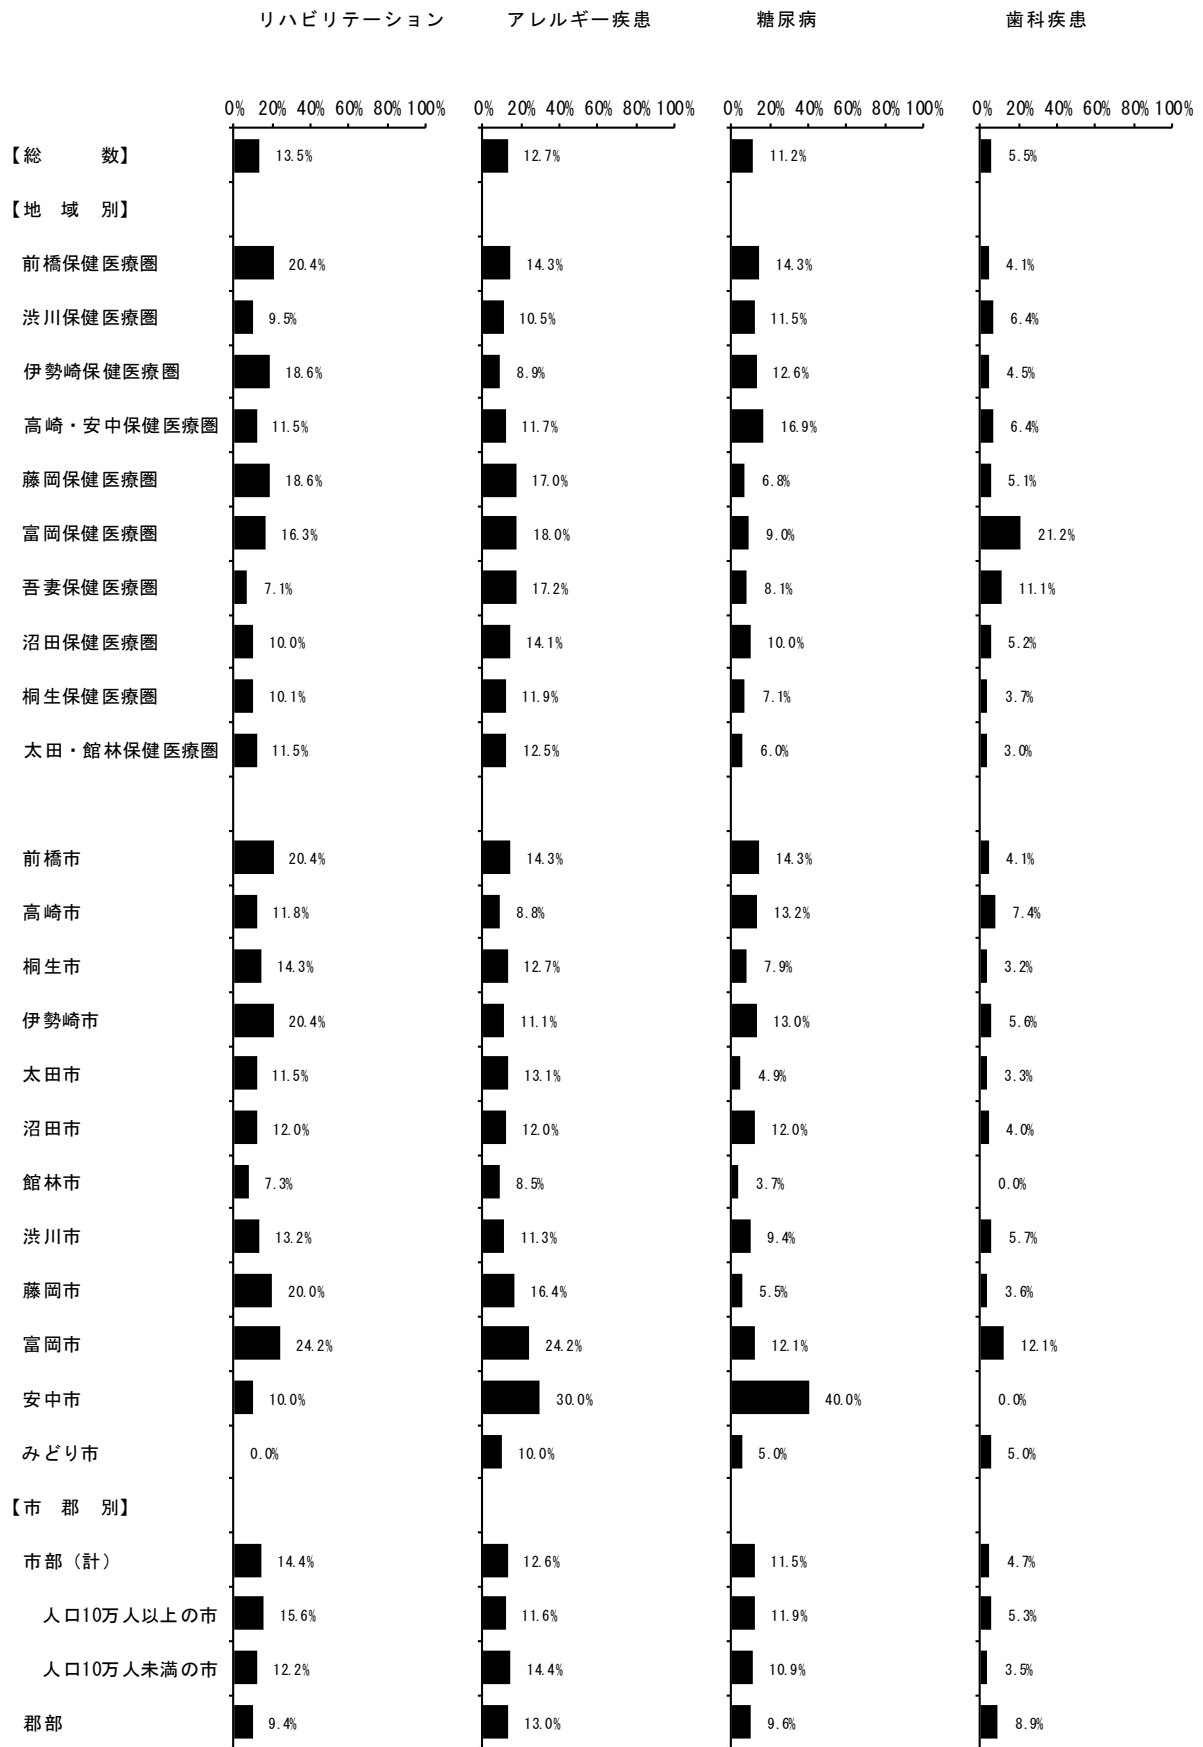 リハビリテーション アレルギー疾患 糖尿病 歯科疾患
0% 20% 40% 60% 80% 100% 0% 20% 40% 60% 80% 100% 0% 20% 40% 60% 80% 100% 0% 20% 40% 60% 80% 100%
【総　　　数】 13.5% 12.7% 11.2% 5.5%
【地　域　別】
前橋保健医療圏 20.4% 14.3% 14.3% 4.1%
渋川保健医療圏 9.5% 10.5% 11.5% 6.4%
伊勢崎保健医療圏 18.6% 8.9% 12.6% 4.5%
高崎・安中保健医療圏 11.5% 11.7% 16.9% 6.4%
藤岡保健医療圏 18.6% 17.0% 6.8% 5.1%
富岡保健医療圏 16.3% 18.0% 9.0% 21.2%
吾妻保健医療圏 7.1% 17.2% 8.1% 11.1%
沼田保健医療圏 10.0% 14.1% 10.0% 5.2%
桐生保健医療圏 10.1% 11.9% 7.1% 3.7%
太田・館林保健医療圏 11.5% 12.5% 6.0% 3.0%
前橋市 20.4% 14.3% 14.3% 4.1%
高崎市 11.8% 8.8% 13.2% 7.4%
桐生市 14.3% 12.7% 7.9% 3.2%
伊勢崎市 20.4% 11.1% 13.0% 5.6%
太田市 11.5% 13.1% 4.9% 3.3%
沼田市 12.0% 12.0% 12.0% 4.0%
館林市 7.3% 8.5% 3.7% 0.0%
渋川市 13.2% 11.3% 9.4% 5.7%
藤岡市 20.0% 16.4% 5.5% 3.6%
富岡市 24.2% 24.2% 12.1% 12.1%
安中市 10.0% 30.0% 40.0% 0.0%
みどり市 0.0% 10.0% 5.0% 5.0%
【市　郡　別】
市部（計） 14.4% 12.6% 11.5% 4.7%
人口10万人以上の市 15.6% 11.6% 11.9% 5.3%
人口10万人未満の市 12.2% 14.4% 10.9% 3.5%
郡部 9.4% 13.0% 9.6% 8.9%